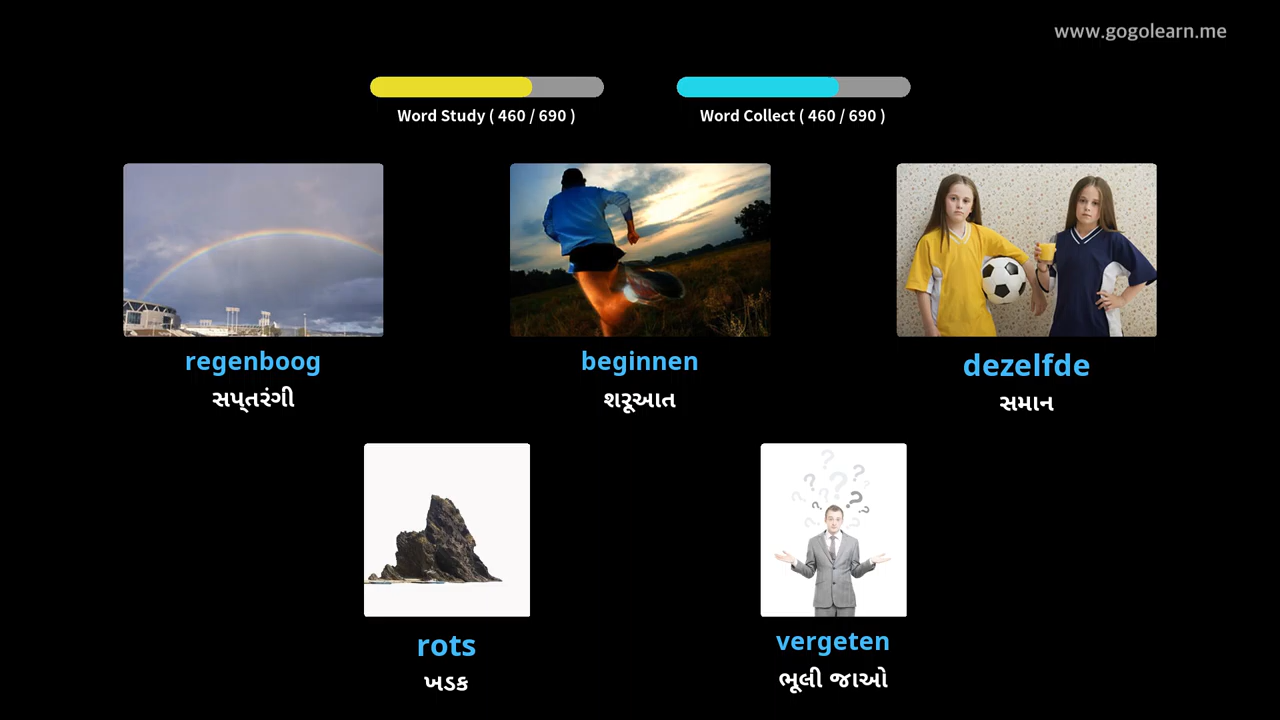 www.gogolearn.me
Word Study ( 460 / 690 )
Word Collect ( 460 / 690 )
regenboog
સપ્તરંગી
beginnen
શરૂઆત
dezelfde
સમાન
rots
ખડક
vergeten
ભૂલી જાઓ